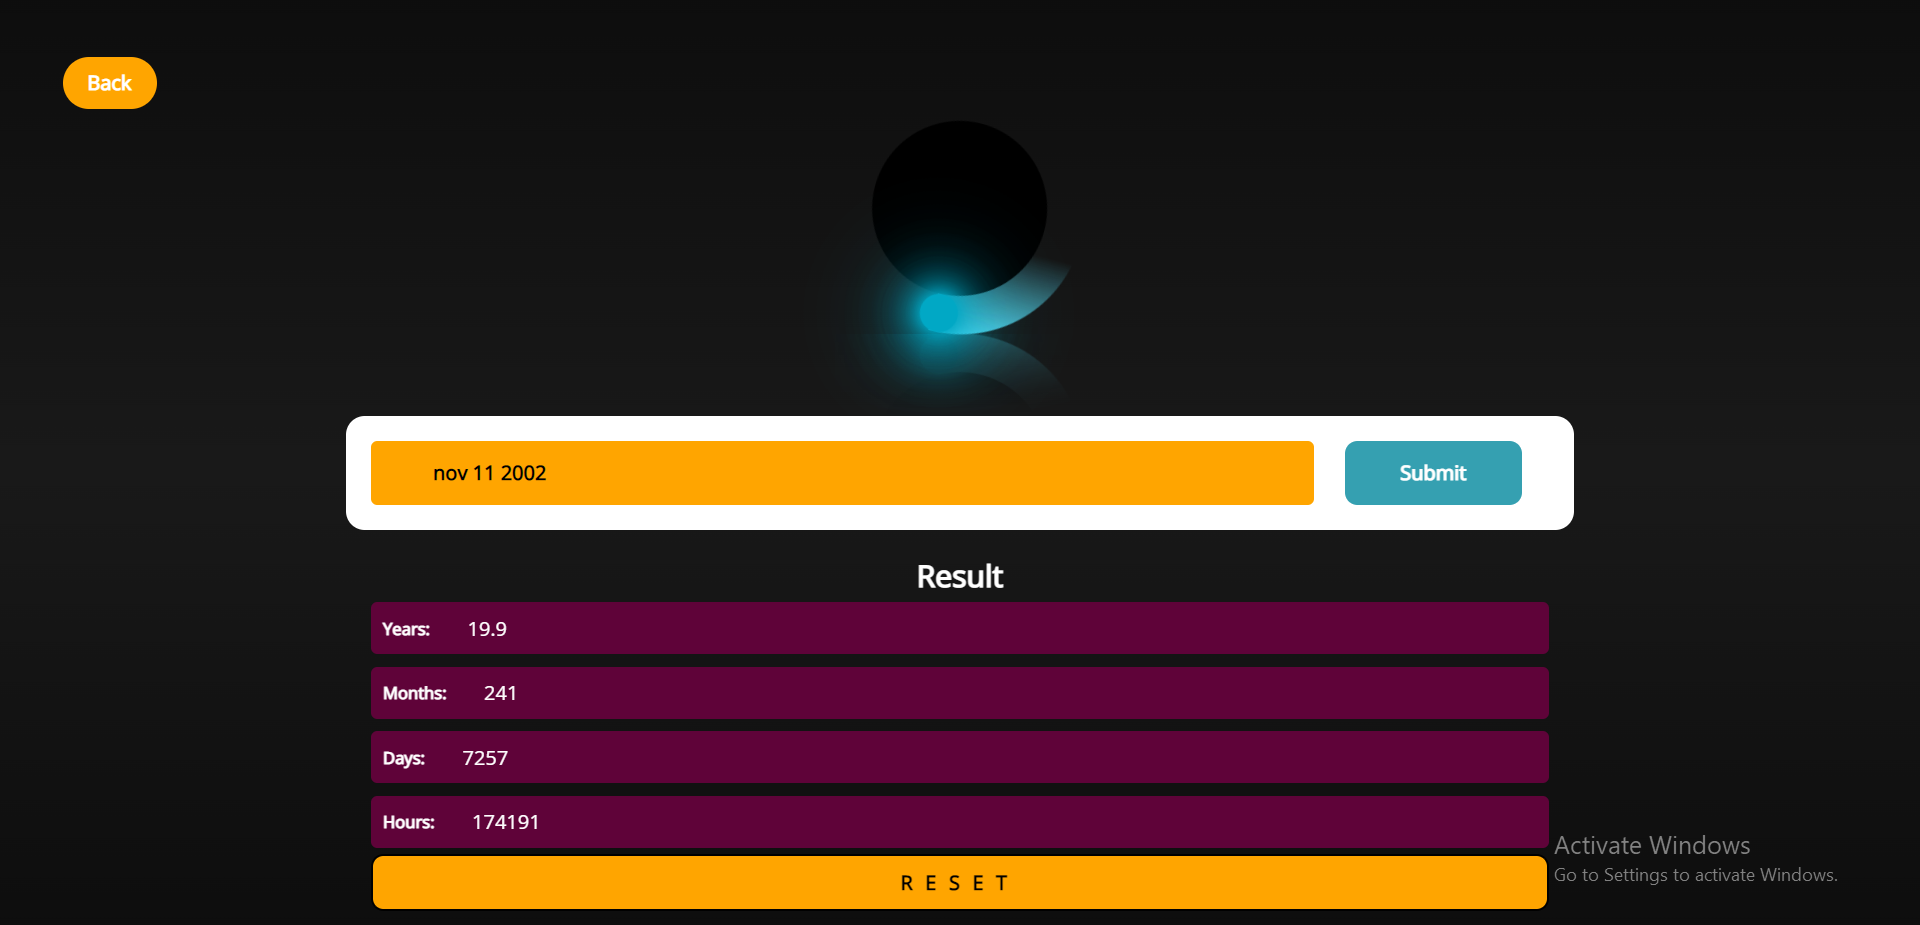 Back
nov 11 2002
Submit
Result
Years: 19.9
Months: 241
Days: 7257
Hours: 174191
RESET
Activate Windows
Go to Settings to activate Windows.